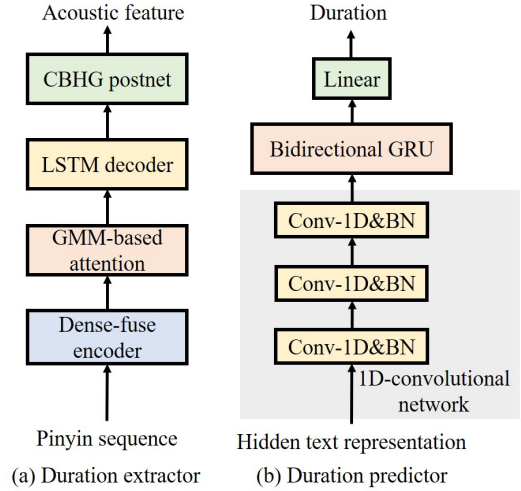 Acoustic feature
CBHG postnet
LSTM decoder
GMM-based
attention
Dense-fuse
encoder
Pinyin sequence
(a) Duration extractor
Duration
Linear
Bidirectional GRU
Conv-1D&BN
Conv-1D&BN
Conv-1D&BN
1D-convolutional
network
Hidden text representation
(b) Duration predictor